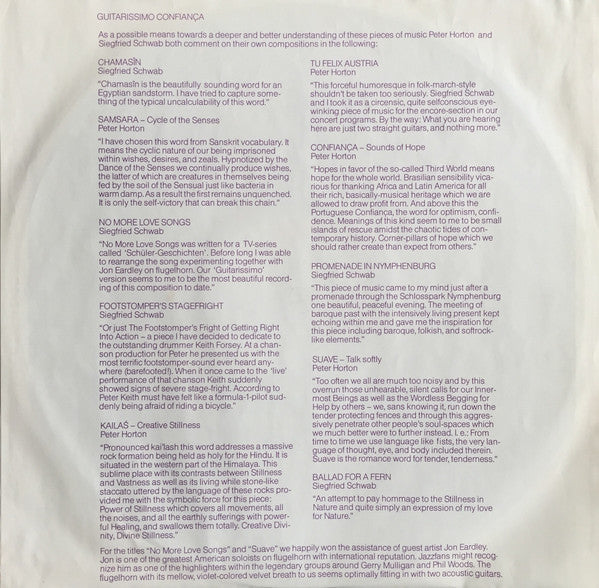 GUITARISSIMO CONFIANÇA
As a possible means towards a deeper and better understanding of these pieces of music Peter Horton and
Siegfried Schwab both comment on their own compositions in the following:
CHAMASÎN
Siegfried Schwab
"Chamasîn is the beautifully sounding word for an
Egyptian sandstorm. I have tried to capture some-
thing of the typical uncalculability of this word."
SAMSARA – Cycle of the Senses
Peter Horton
"I have chosen this word from Sanskrit vocabulary. It
means the cyclic nature of our being imprisoned
within wishes, desires, and zeals. Hypnotized by the
Dance of the Senses we continually produce wishes,
the latter of which are creatures in themselves being
fed by the soil of the Sensual just like bacteria in
warm damp. As a result the first remains unquenched.
It is only the self-victory that can break this chain."
NO MORE LOVE SONGS
Siegfried Schwab
"No More Love Songs was written for a TV-series
called 'Schüler-Geschichten'. Before long I was able
to rearrange the song experimenting together with
Jon Eardley on flugelhorn. Our 'Guitarissimo'
version seems to me to be the most beautiful record-
ing of this composition to date."
FOOTSTOMPER'S STAGEFRIGHT
Siegfried Schwab
"Or just The Footstomper's Fright of Getting Right
Into Action – a piece I have decided to dedicate to
the outstanding drummer Keith Forsey. At a chan-
son production for Peter he presented us with the
most terrific footstomper-sound ever heard any-
where (barefooted!). When it once came to the 'live'
performance of that chanson Keith suddenly
showed signs of severe stage-fright. According to
Peter Keith must have felt like a formula-1-pilot sud-
denly being afraid of riding a bicycle."
KAILAŚ – Creative Stillness
Peter Horton
"Pronounced kai'lash this word addresses a massive
rock formation being held as holy for the Hindu. It is
situated in the western part of the Himalaya. This
sublime place with its contrasts between Stillness
and Vastness as well as its living while stone-like
staccato uttered by the language of these rocks pro-
vided me with the symbolic force for this piece:
Power of Stillness which covers all movements, all
the noises, and all the earthly sufferings with power-
ful Healing, and swallows them totally. Creative Divi-
nity, Divine Stillness."
TU FELIX AUSTRIA
Peter Horton
"This forceful humoresque in folk-march-style
shouldn't be taken too seriously. Siegfried Schwab
and I took it as a circensic, quite selfconscious eye-
winking piece of music for the encore-section in our
concert programs. By the way: What you are hearing
here are just two straight guitars, and nothing more."
CONFIANÇA – Sounds of Hope
Peter Horton
"Hopes in favor of the so-called Third World means
hope for the whole world. Brasilian sensibility vica-
rious for thanking Africa and Latin America for all
their rich, basically-musical heritage which we are
allowed to draw profit from. And above this the
Portuguese Confiança, the word for optimism, confi-
dence. Meanings of this kind seem to me to be small
islands of rescue amidst the chaotic tides of con-
temporary history. Corner-pillars of hope which we
should rather create than expect from others."
PROMENADE IN NYMPHENBURG
Siegfried Schwab
"This piece of music came to my mind just after a
promenade through the Schlosspark Nymphenburg
one beautiful, peaceful evening. The meeting of
baroque past with the intensively living present kept
echoing within me and gave me the inspiration for
this piece including baroque, folkish, and softrock-
like elements."
SUAVE – Talk softly
Peter Horton
"Too often we all are much too noisy and by this
overrun those unhearable, silent calls for our Inner-
most Beings as well as the Wordless Begging for
Help by others – we, sans knowing it, run down the
tender protecting fences and through this aggres-
sively penetrate other people's soul-spaces which
we much better were to further instead. I. e.: From
time to time we use language like fists, the very lan-
guage of thought, eye, and body included therein.
Suave is the romance word for tender, tenderness."
BALLAD FOR A FERN
Siegfried Schwab
"An attempt to pay hommage to the Stillness in
Nature and quite simply an expression of my love
for Nature."
For the titles "No More Love Songs" and "Suave" we happily won the assistance of guest artist Jon Eardley.
Jon is one of the greatest American soloists on flugelhorn with international reputation. Jazzfans might recog-
nize him as one of the highlighters within the legendary groups around Gerry Mulligan and Phil Woods. The
flugelhorn with its mellow, violet-colored velvet breath to us seems optimally fitting in with two acoustic guitars.